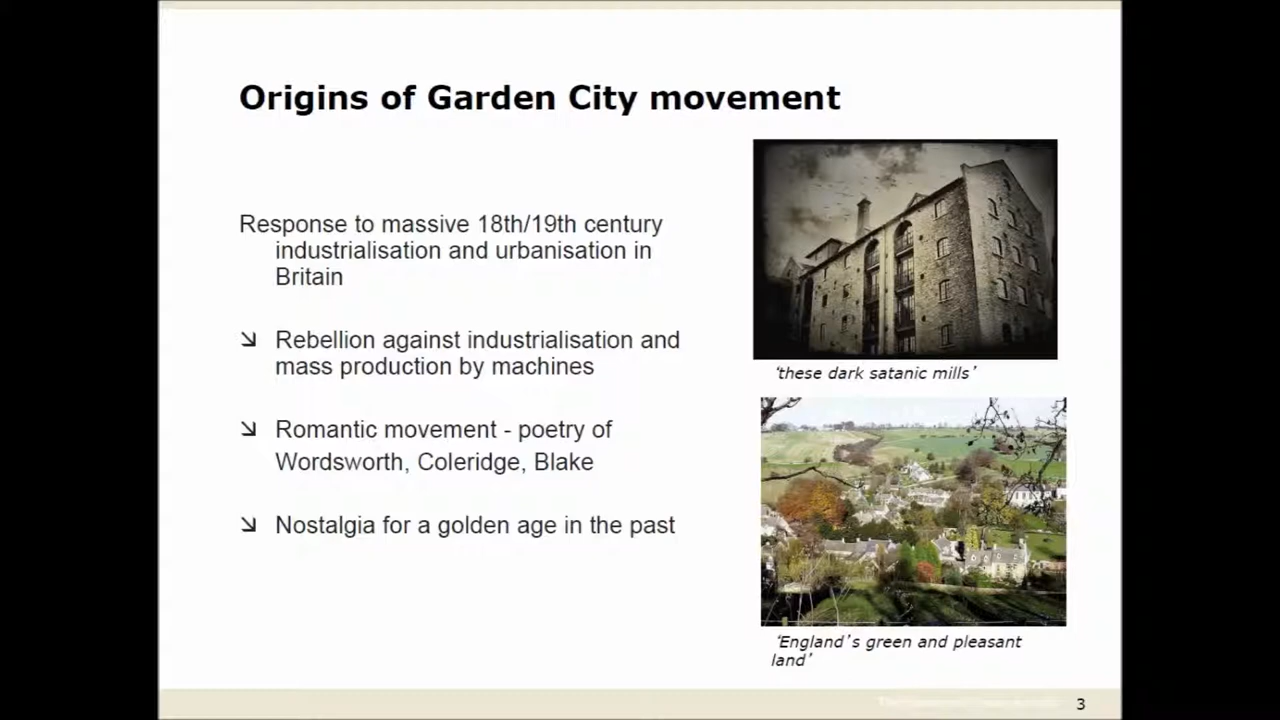 Origins of Garden City movement
Response to massive 18th/19th century
industrialisation and urbanisation in
Britain
Rebellion against industrialisation and
mass production by machines
Romantic movement - poetry of
Wordsworth, Coleridge, Blake
Nostalgia for a golden age in the past
‘these dark satanic mills’
‘England’s green and pleasant
land’
3